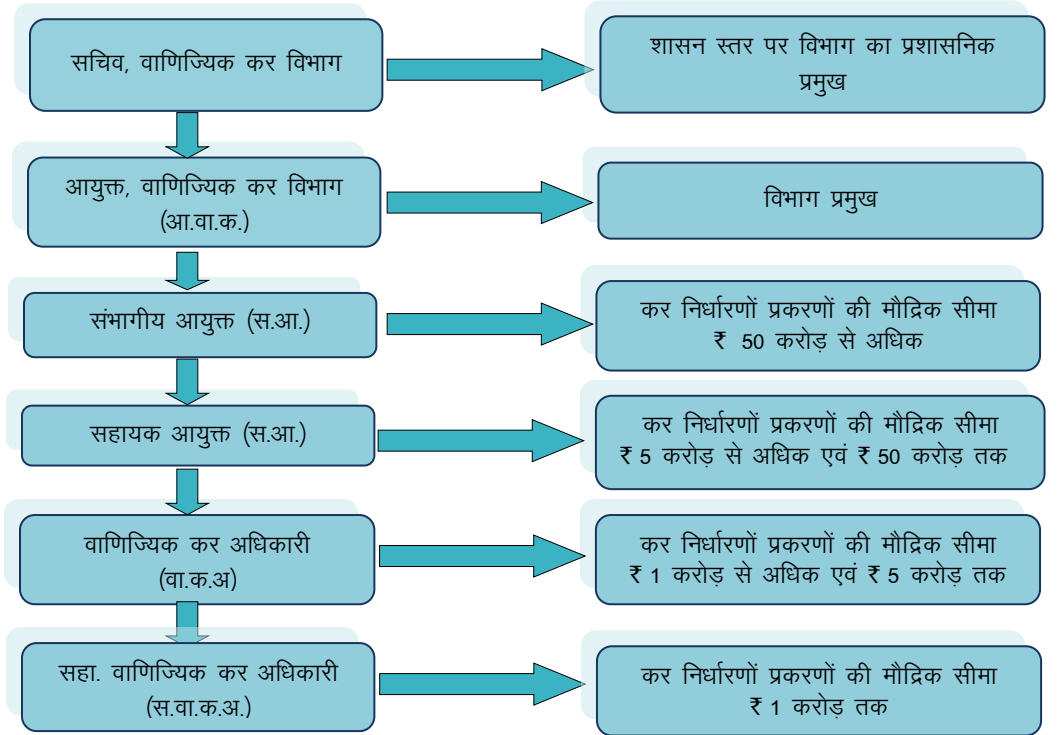 सचिव, वाणिज्यिक कर विभाग
शासन स्तर पर विभाग का प्रशासनिक
प्रमुख
आयुक्त, वाणिज्यिक कर विभाग
(आ.वा.क.)
विभाग प्रमुख
संभागीय आयुक्त (स.आ.)
कर निर्धारणों प्रकरणों की मौद्रिक सीमा
₹ 50 करोड़ से अधिक
सहायक आयुक्त (स.आ.)
कर निर्धारणों प्रकरणों की मौद्रिक सीमा
₹ 5 करोड़ से अधिक एवं ₹ 50 करोड़ तक
वाणिज्यिक कर अधिकारी
(वा.क.अ)
कर निर्धारणों प्रकरणों की मौद्रिक सीमा
₹ 1 करोड़ से अधिक एवं ₹ 5 करोड़ तक
सहा. वाणिज्यिक कर अधिकारी
(स.वा.क.अ.)
कर निर्धारणों प्रकरणों की मौद्रिक सीमा
₹ 1 करोड़ तक